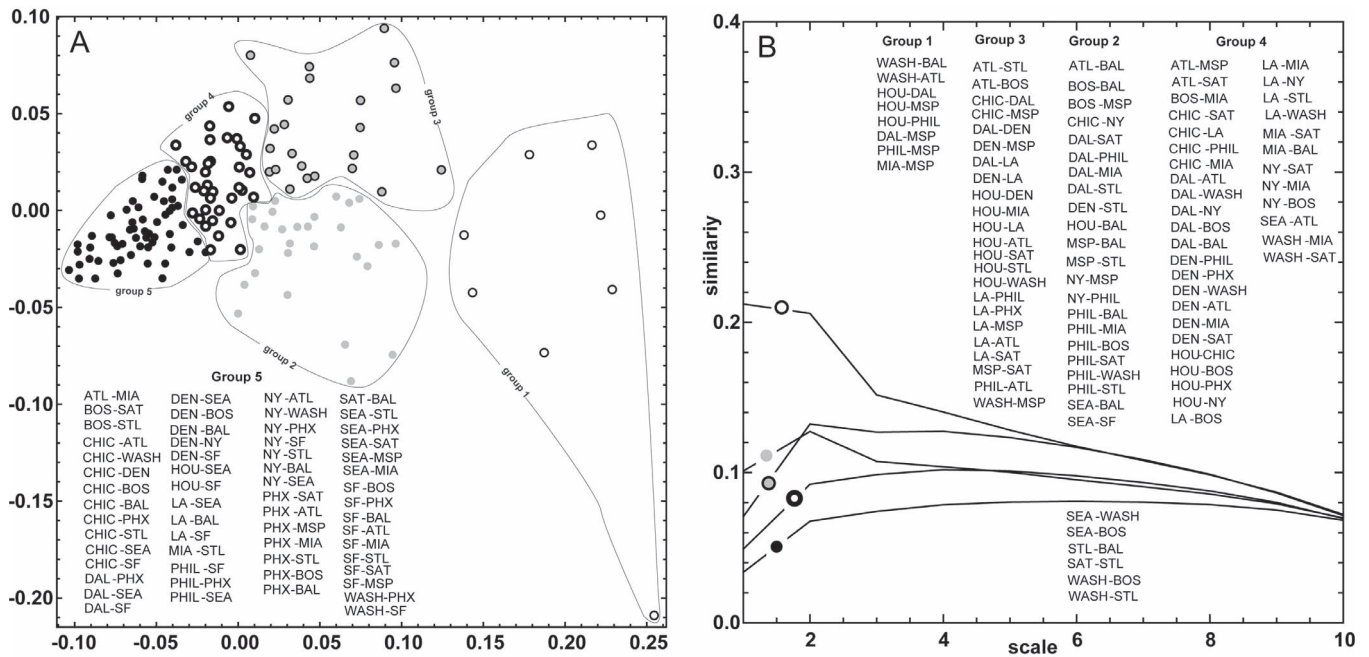 A
0.10
0.05
0.00
-0.05
-0.10
-0.15
-0.20
-0.10
-0.05
0.00
0.05
0.10
0.15
0.20
0.25
group 4
group 3
group 5
group 2
group 1
Group 5
ATL-MIA
BOS-SAT
BOS-STL
CHIC-ATL
CHIC-WASH
CHIC-DEN
CHIC-BOS
CHIC-BAL
CHIC-PHX
CHIC-STL
CHIC-SEA
CHIC-SF
DAL-PHX
DAL-SEA
DAL-SF
DEN-SEA
DEN-BOS
DEN-BAL
DEN-NY
DEN-SF
HOU-SEA
HOU-SF
LA-SEA
LA-BAL
LA-SF
MIA -STL
PHIL-SF
PHIL-PHX
PHIL-SEA
NY-ATL
NY-WASH
NY-PHX
NY-SF
NY-STL
NY-BAL
NY-SEA
PHX-SAT
PHX-ATL
PHX-MSP
PHX-MIA
PHX-STL
PHX-BOS
PHX-BAL
SAT-BAL
SEA-STL
SEA-PHX
SEA-SAT
SEA-MSP
SEA-MIA
SF-BOS
SF-PHX
SF-BAL
SF-ATL
SF-MIA
SF-STL
SF-SAT
SF-MSP
WASH-PHX
WASH-SF
B
0.4
0.3
0.2
0.1
0.0
similariy
2
4
6
8
10
scale
Group 1
WASH-BAL
WASH-ATL
HOU-DAL
HOU-MSP
HOU-PHIL
DAL-MSP
PHIL-MSP
MIA-MSP
Group 3
ATL-STL
ATL-BOS
CHIC-DAL
CHIC-MSP
DAL-DEN
DEN-MSP
DAL-LA
DEN-LA
HOU-DEN
HOU-MIA
HOU-LA
HOU-ATL
HOU-SAT
HOU-STL
HOU-WASH
LA-PHIL
LA-PHX
LA-MSP
LA-ATL
LA-SAT
MSP-SAT
PHIL-ATL
WASH-MSP
Group 2
ATL-BAL
BOS-BAL
BOS-MSP
CHIC-NY
DAL-SAT
DAL-PHIL
DAL-MIA
DAL-STL
DEN-STL
HOU-BAL
MSP-BAL
MSP-STL
NY-MSP
NY-PHIL
PHIL-BAL
PHIL-MIA
PHIL-BOS
PHIL-SAT
PHIL-WASH
PHIL-STL
SEA-BAL
SEA-SF
SEA-WASH
SEA-BOS
STL-BAL
SAT-STL
WASH-BOS
WASH-STL
Group 4
ATL-MSP
ATL-SAT
BOS-MIA
CHIC -SAT
CHIC-LA
CHIC-PHIL
CHIC-MIA
DAL-ATL
DAL-WASH
DAL-NY
DAL-BOS
DAL-BAL
DEN-PHIL
DEN-PHX
DEN-WASH
DEN-ATL
DEN-MIA
DEN-SAT
HOU-CHIC
HOU-BOS
HOU-PHX
HOU-NY
LA-BOS
LA-MIA
LA-NY
LA -STL
LA-WASH
MIA -SAT
MIA-BAL
NY-SAT
NY-MIA
NY-BOS
SEA-ATL
WASH-MIA
WASH-SAT